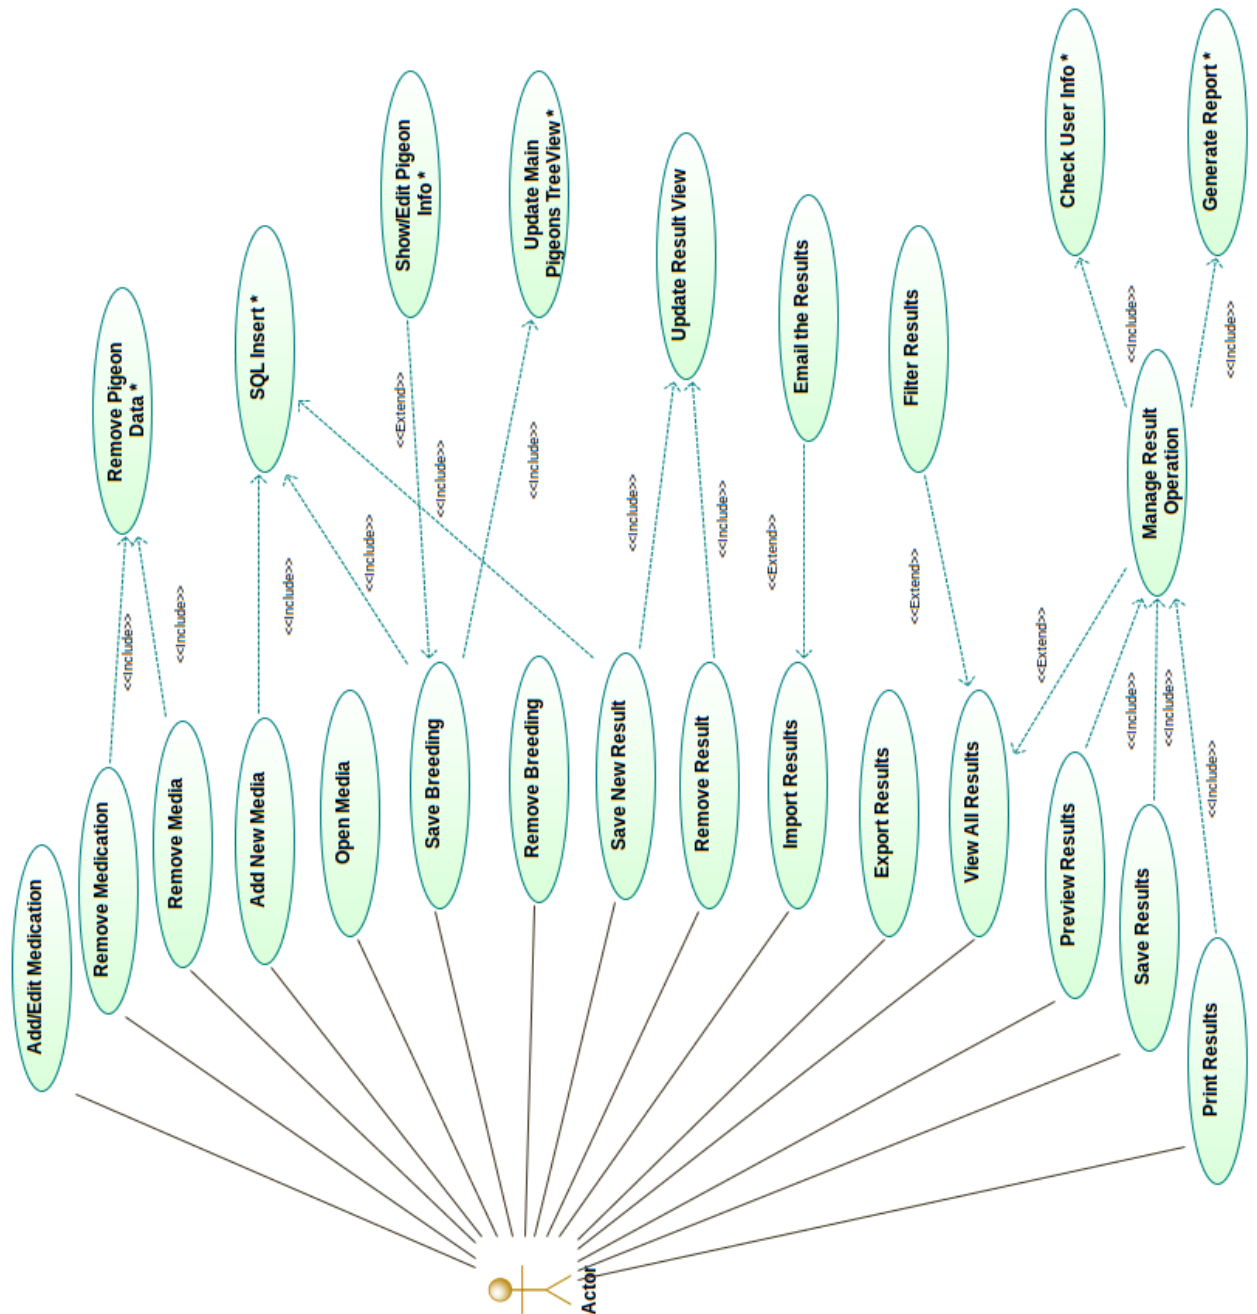 Add/Edit Medication
Remove Medication
Remove Media
Add New Media
Open Media
Save Breeding
Remove Breeding
Save New Result
Remove Result
Import Results
Export Results
View All Results
Preview Results
Save Results
Print Results
Remove Pigeon
Data *
SQL Insert *
Show/Edit Pigeon
Info *
Update Main
Pigeons TreeView *
Update Result View
Email the Results
Filter Results
Manage Result
Operation
Check User Info *
Generate Report *
<<Include>>
<<Include>>
<<Include>>
<<Include>>
<<Extend>>
<<Include>>
<<Include>>
<<Include>>
<<Include>>
<<Extend>>
<<Extend>>
<<Extend>>
<<Include>>
<<Include>>
<<Include>>
<<Include>>
<<Include>>
Actor